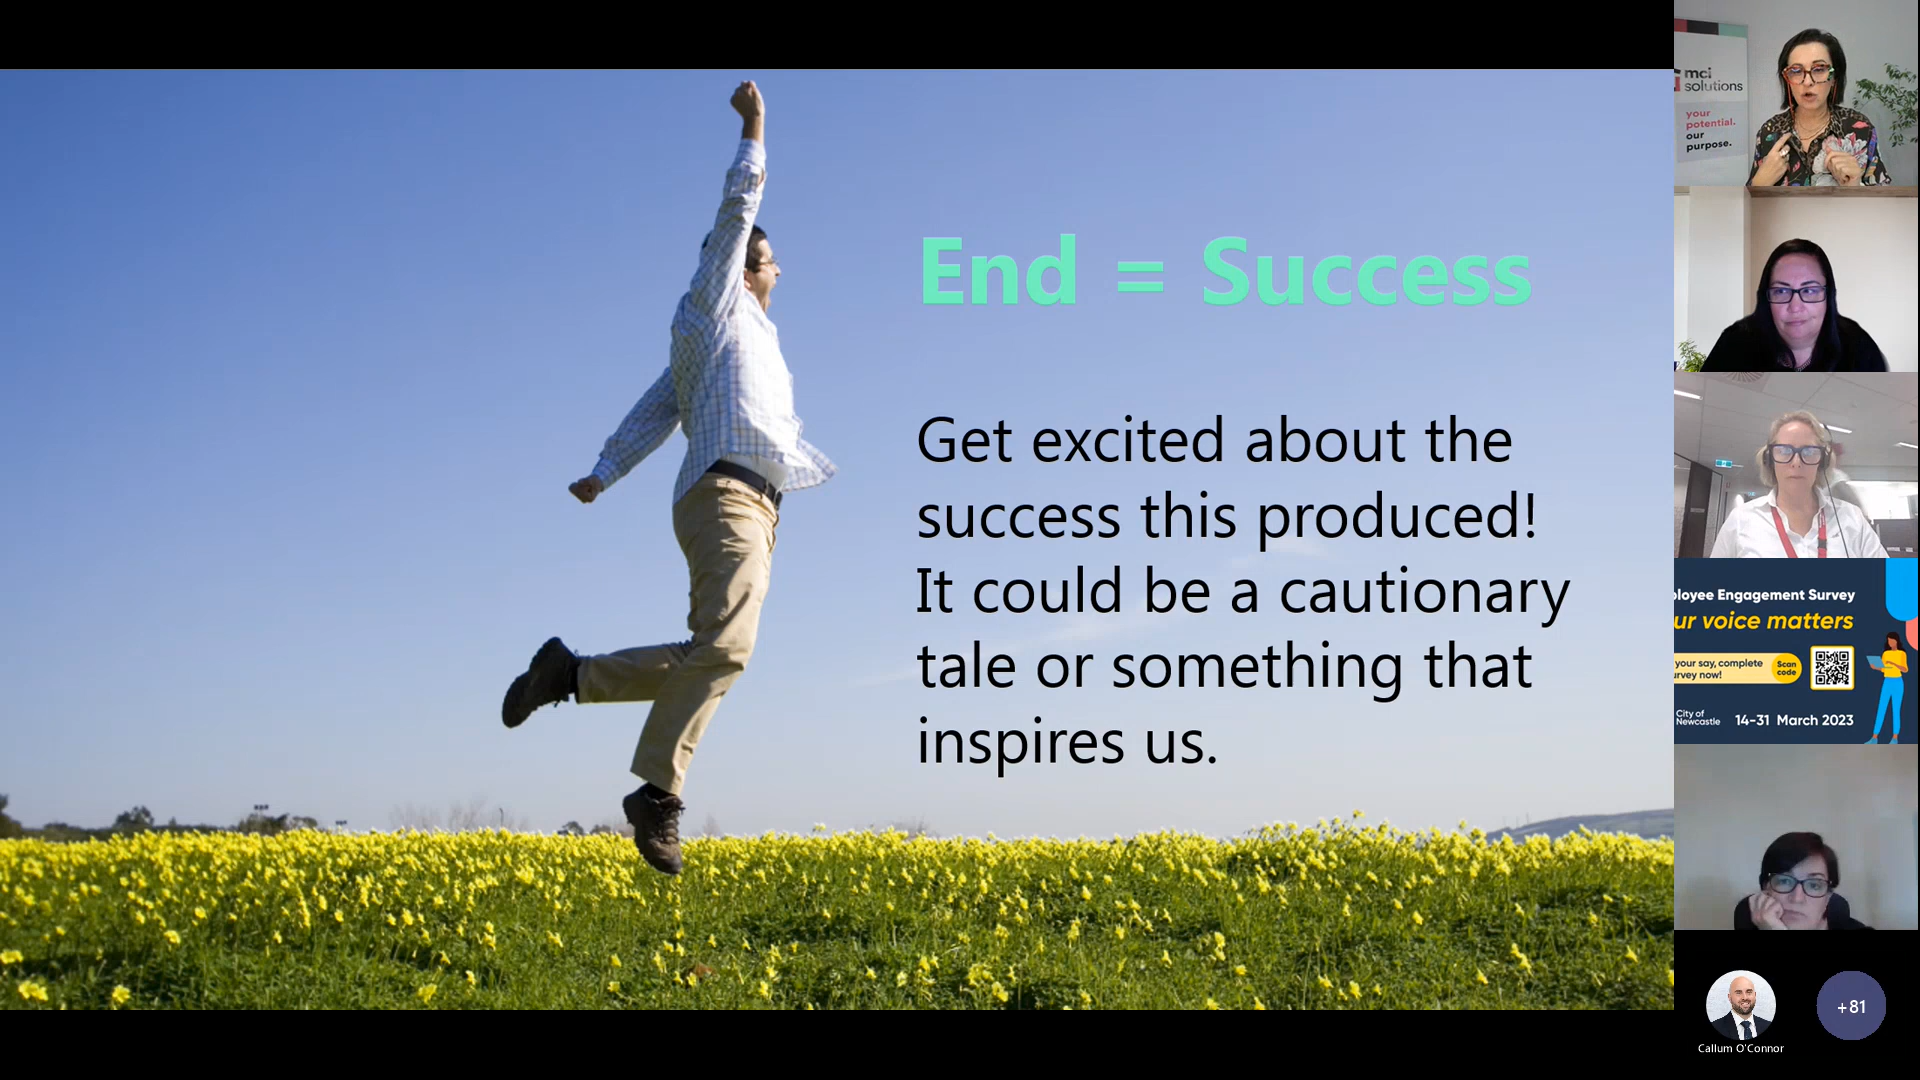 End = Success
Get excited about the
success this produced!
It could be a cautionary
tale or something that
inspires us.
mci
solutions
your
potential.
our
purpose.
loyee Engagement Survey
ur voice matters
your say, complete
rvey now!
Scan
code
City of
Newcastle
14-31 March 2023
Callum O'Connor
+81